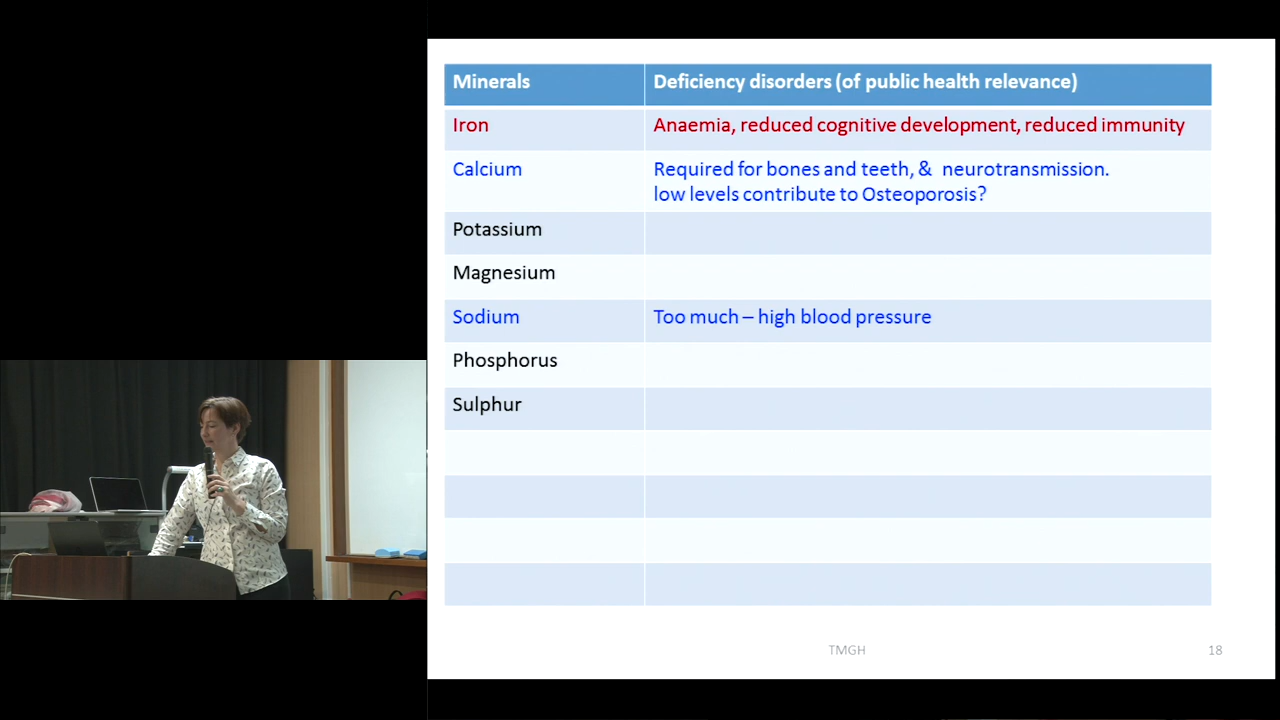 Minerals
Deficiency disorders (of public health relevance)
Iron
Anaemia, reduced cognitive development, reduced immunity
Calcium
Required for bones and teeth, & neurotransmission.
low levels contribute to Osteoporosis?
Potassium
Magnesium
Sodium
Too much – high blood pressure
Phosphorus
Sulphur
TMGH
18